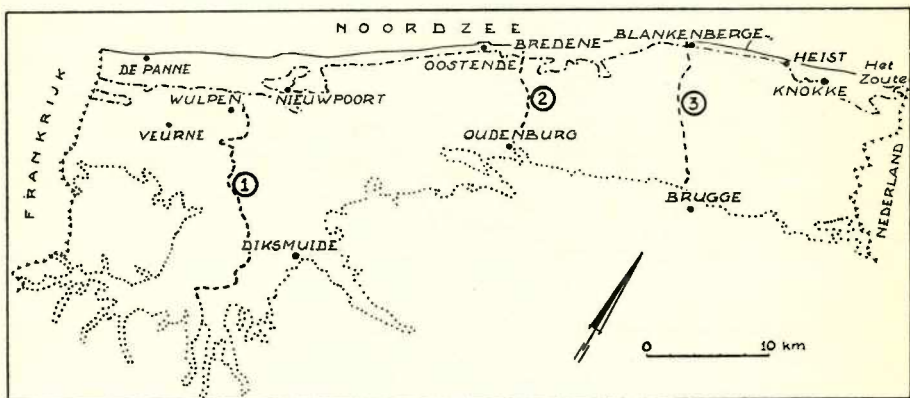 NOORDZEE
FRANKRIJK
DE PANNE
WULPEN
VEURNE
NIEUWPOORT
1
DIKSMUIDE
OOSTENDE
BREDENE
2
OUDENBURG
BLANKENBERGE
3
BRUGGE
HEIST
KNOKKE
Het
Zoute
NEDERLAND
0 10 km